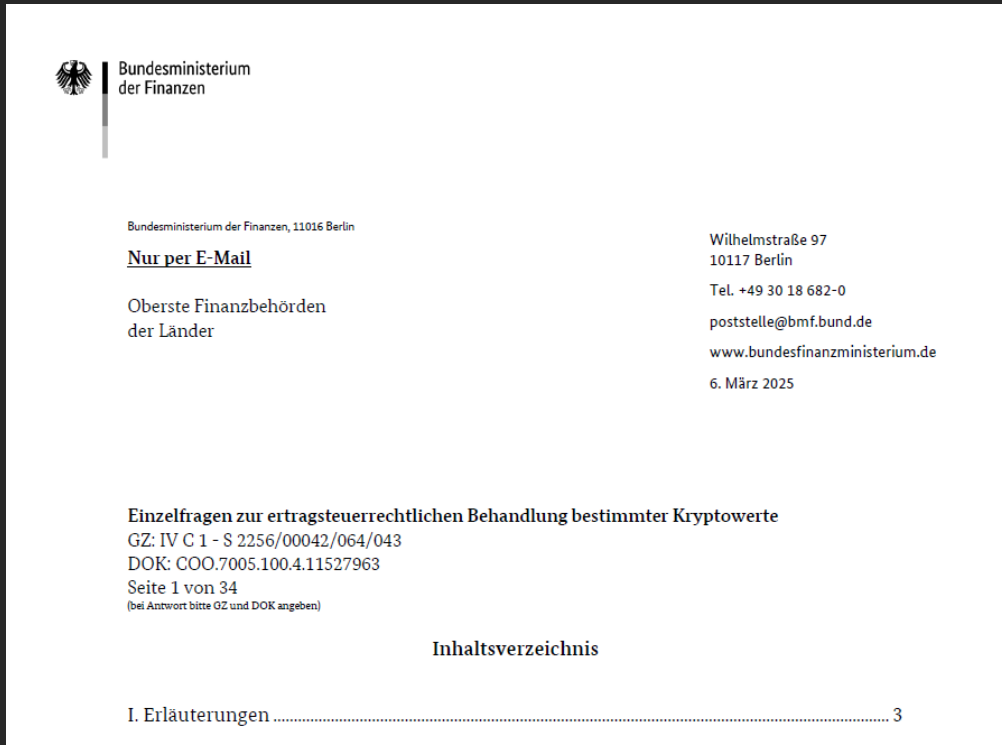 Bundesministerium
der Finanzen
Bundesministerium der Finanzen, 11016 Berlin
Nur per E-Mail
Oberste Finanzbehörden
der Länder
Wilhelmstraße 97
10117 Berlin
Tel. +49 30 18 682-0
poststelle@bmf.bund.de
www.bundesfinanzministerium.de
6. März 2025
Einzelfragen zur ertragsteuerrechtlichen Behandlung bestimmter Kryptowerte
GZ: IV C 1 - S 2256/00042/064/043
DOK: COO.7005.100.4.11527963
Seite 1 von 34
(bei Antwort bitte GZ und DOK angeben)
Inhaltsverzeichnis
I. Erläuterungen ........................................................................................................................................ 3